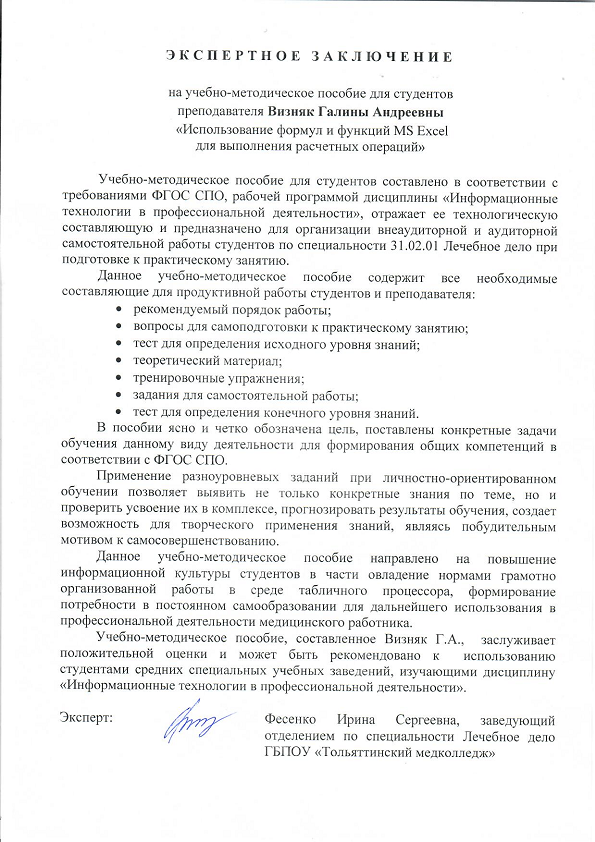 ЭКСПЕРТНОЕ ЗАКЛЮЧЕНИЕ
на учебно-методическое пособие для студентов
преподавателя Визняк Галины Андреевны
«Использование формул и функций MS Excel
для выполнения расчетных операций»
Учебно-методическое пособие для студентов составлено в соответствии с
требованиями ФГОС СПО, рабочей программой дисциплины «Информационные
технологии в профессиональной деятельности», отражает ее технологическую
составляющую и предназначено для организации внеаудиторной и аудиторной
самостоятельной работы студентов по специальности 31.02.01 Лечебное дело при
подготовке к практическому занятию.
Данное учебно-методическое пособие содержит все необходимые
составляющие для продуктивной работы студентов и преподавателя:
• рекомендуемый порядок работы;
• вопросы для самоподготовки к практическому занятию;
• тест для определения исходного уровня знаний;
• теоретический материал;
• тренировочные упражнения;
• задания для самостоятельной работы;
• тест для определения конечного уровня знаний.
В пособии ясно и четко обозначена цель, поставлены конкретные задачи
обучения данному виду деятельности для формирования общих компетенций в
соответствии с ФГОС СПО.
Применение разноуровневых заданий при личностно-ориентированном
обучении позволяет выявить не только конкретные знания по теме, но и
проверить усвоение их в комплексе, прогнозировать результаты обучения, создает
возможность для творческого применения знаний, являясь побудительным
мотивом к самосовершенствованию.
Данное учебно-методическое пособие направлено на повышение
информационной культуры студентов в части овладение нормами грамотно
организованной работы в среде табличного процессора, формирование
потребности в постоянном самообразовании для дальнейшего использования в
профессиональной деятельности медицинского работника.
Учебно-методическое пособие, составленное Визняк Г.А., заслуживает
положительной оценки и может быть рекомендовано к использованию
студентами средних специальных учебных заведений, изучающими дисциплину
«Информационные технологии в профессиональной деятельности».
Эксперт: Фесенко Ирина Сергеевна, заведующий
отделением по специальности Лечебное дело
ГБПОУ «Тольяттинский медколледж»